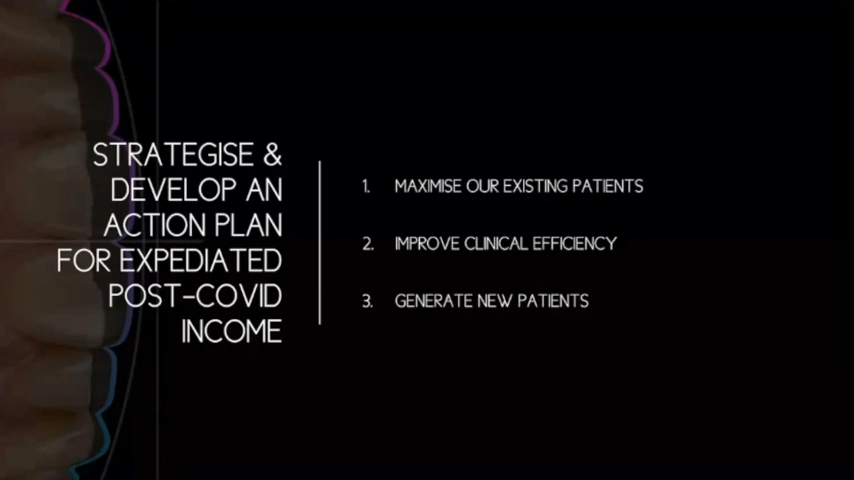 STRATEGISE &
DEVELOP AN
ACTION PLAN
FOR EXPEDIATED
POST-COVID
INCOME
1. MAXIMISE OUR EXISTING PATIENTS
2. IMPROVE CLINICAL EFFICIENCY
3. GENERATE NEW PATIENTS